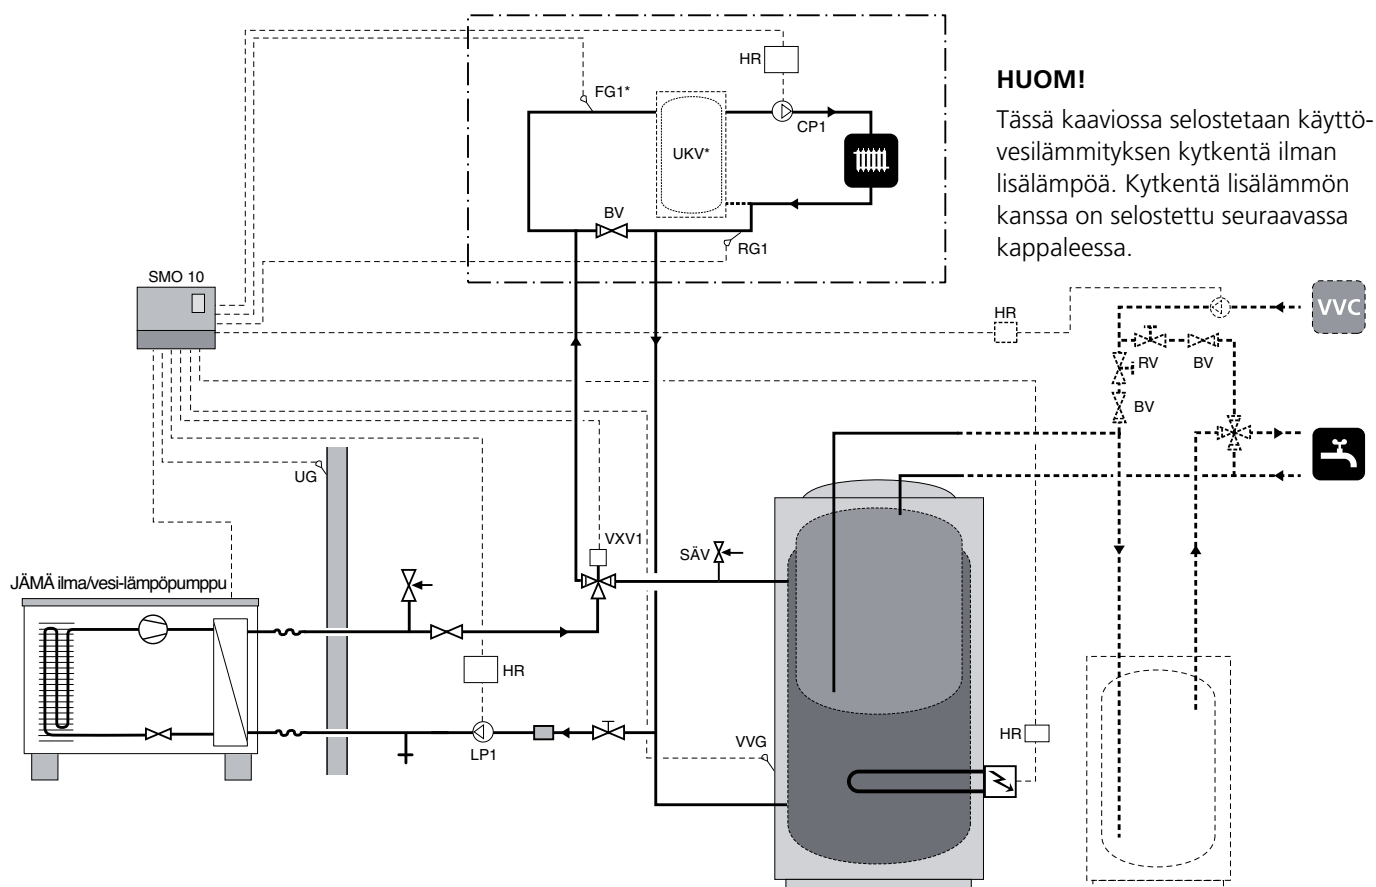 HR
FG1*
CP1
UKV*
BV
RG1
HUOM!
Tässä kaaviossa selostetaan käyttö-
vesilämmityksen kytkentä ilman
lisälämpöä. Kytkentä lisälämmön
kanssa on selostettu seuraavassa
kappaleessa.
SMO 10
HR
VVC
RV
BV
BV
UG
VXV1
SÄV
JÄMÄ ilma/vesi-lämpöpumppu
HR
LP1
VVG
HR